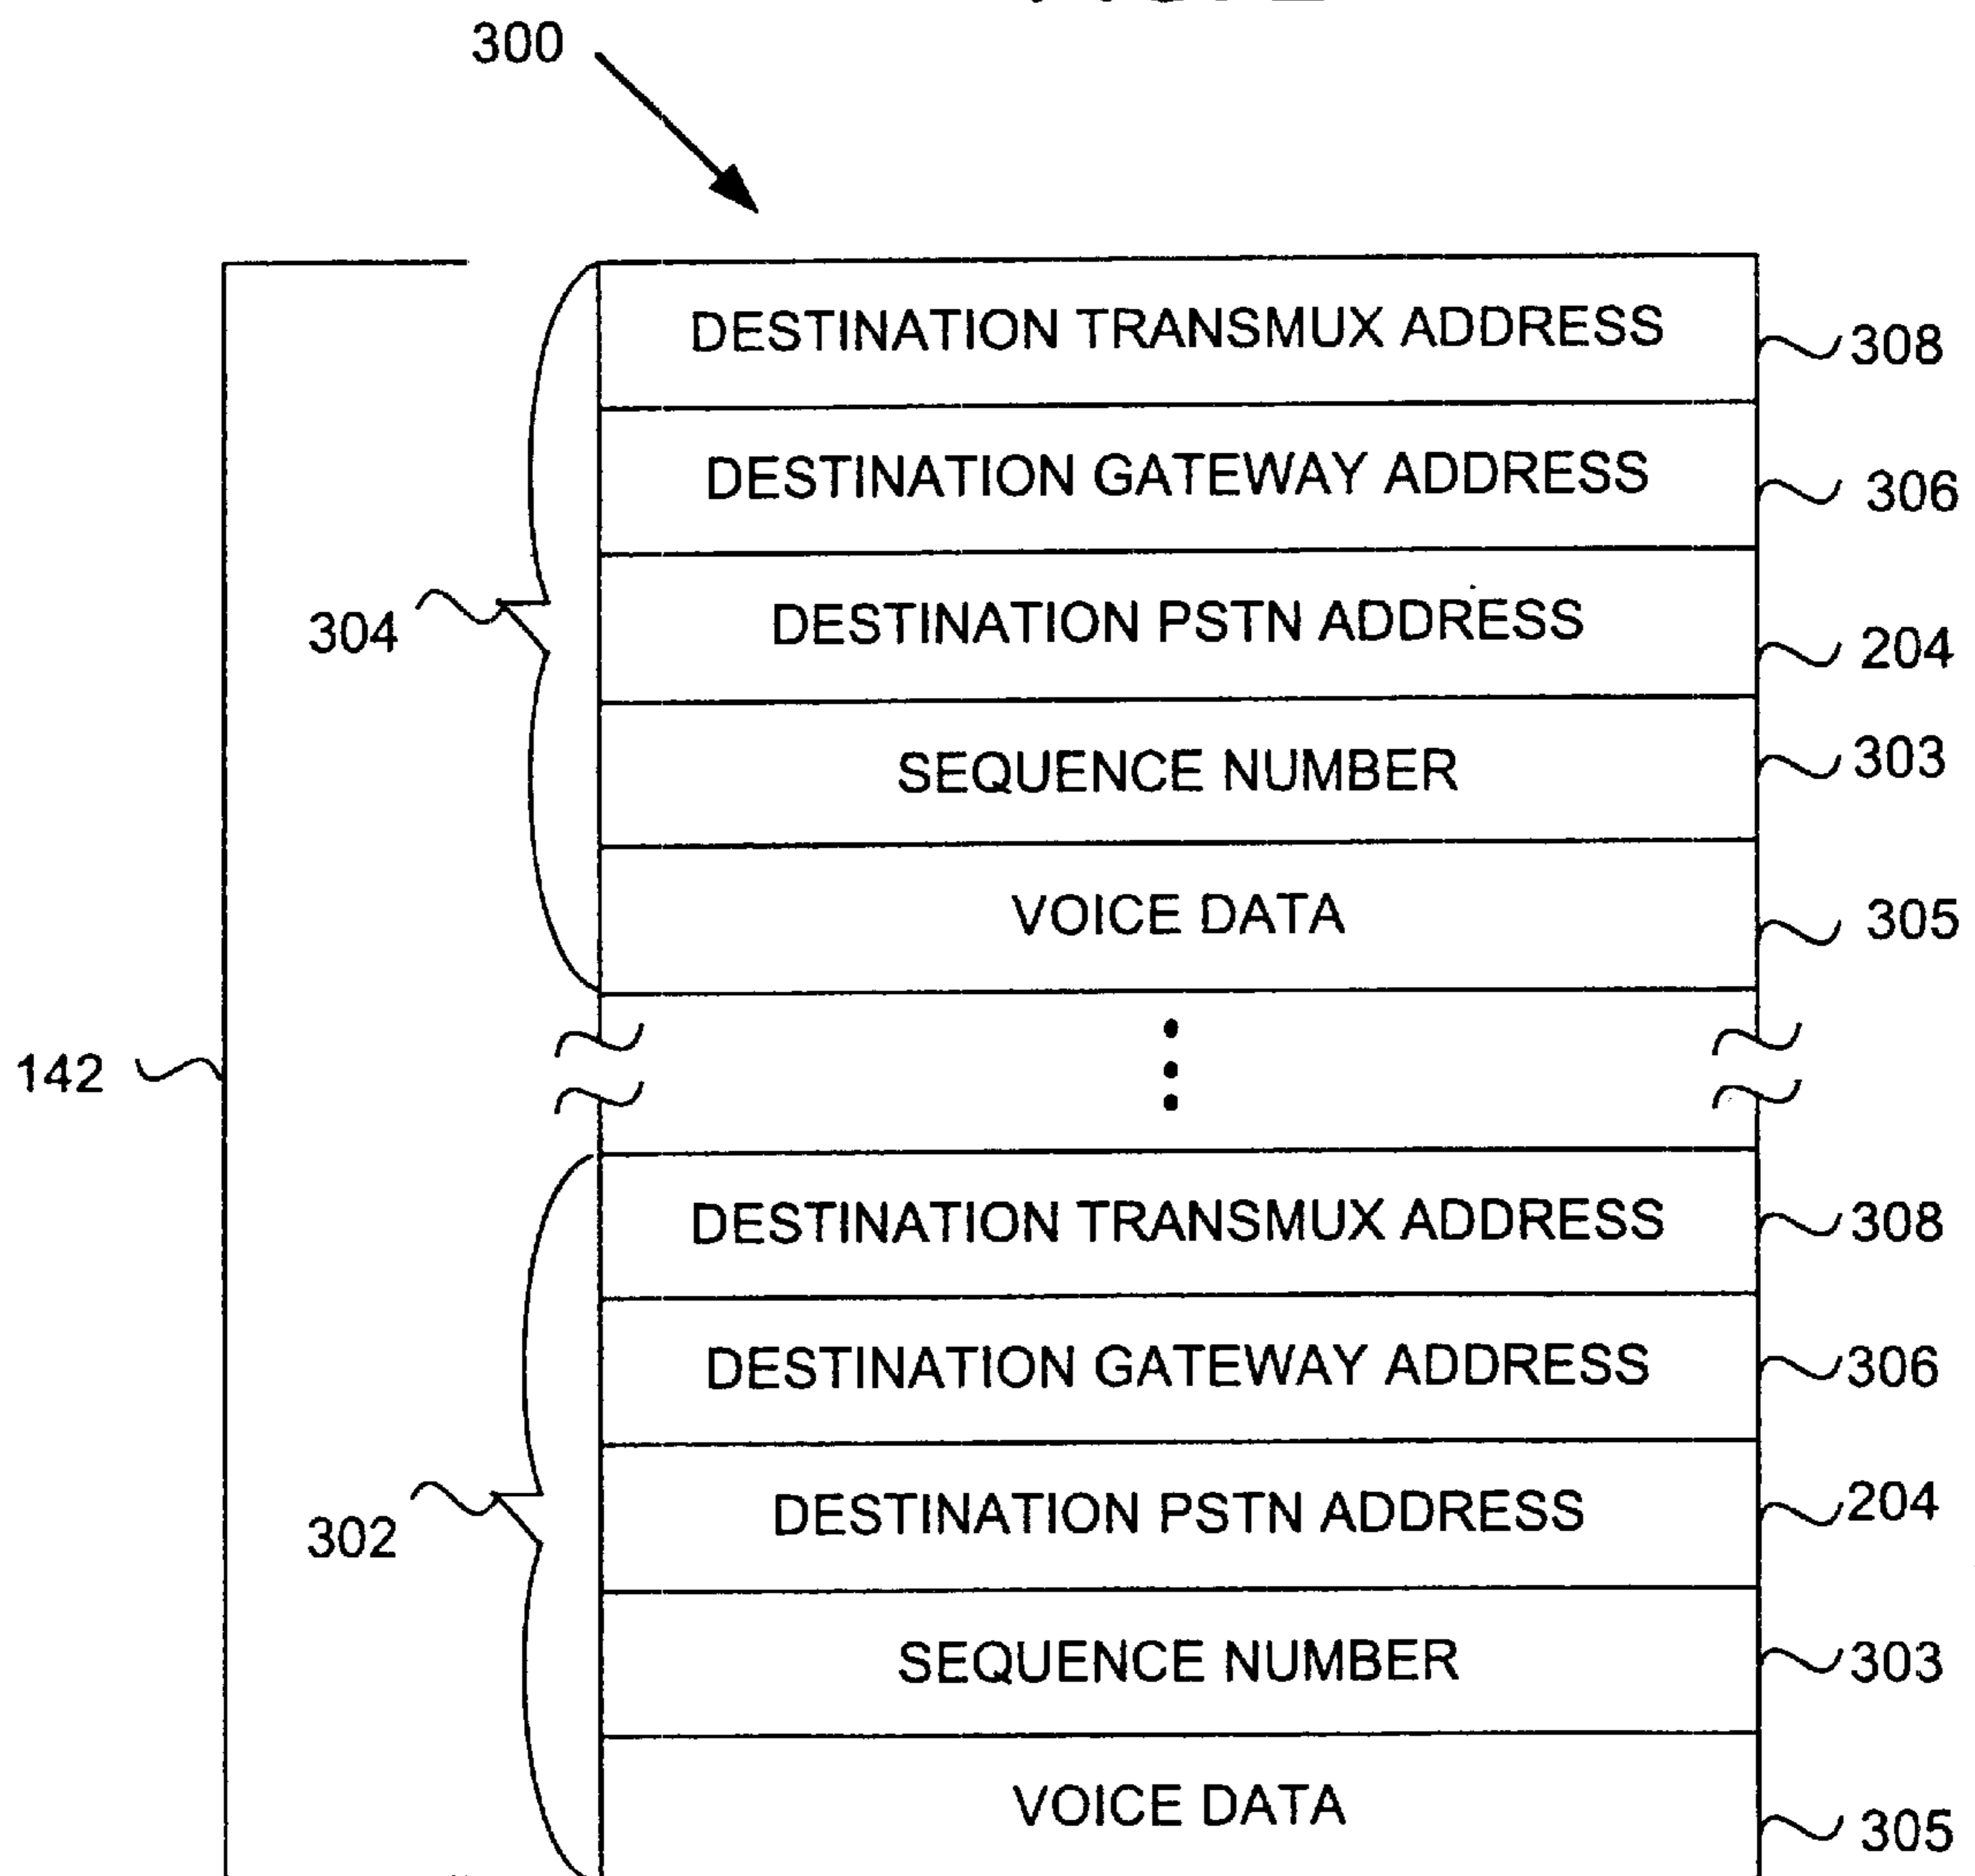 300
DESTINATION TRANSMUX ADDRESS 308
DESTINATION GATEWAY ADDRESS 306
304 DESTINATION PSTN ADDRESS 204
SEQUENCE NUMBER 303
VOICE DATA 305
142
DESTINATION TRANSMUX ADDRESS 308
DESTINATION GATEWAY ADDRESS 306
302 DESTINATION PSTN ADDRESS 204
SEQUENCE NUMBER 303
VOICE DATA 305